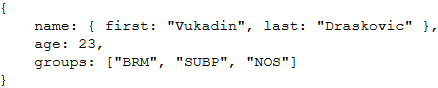 {
name: { first: "Vukadin", last: "Draskovic" },
age: 23,
groups: ["BRM", "SUBP", "NOS"]
}